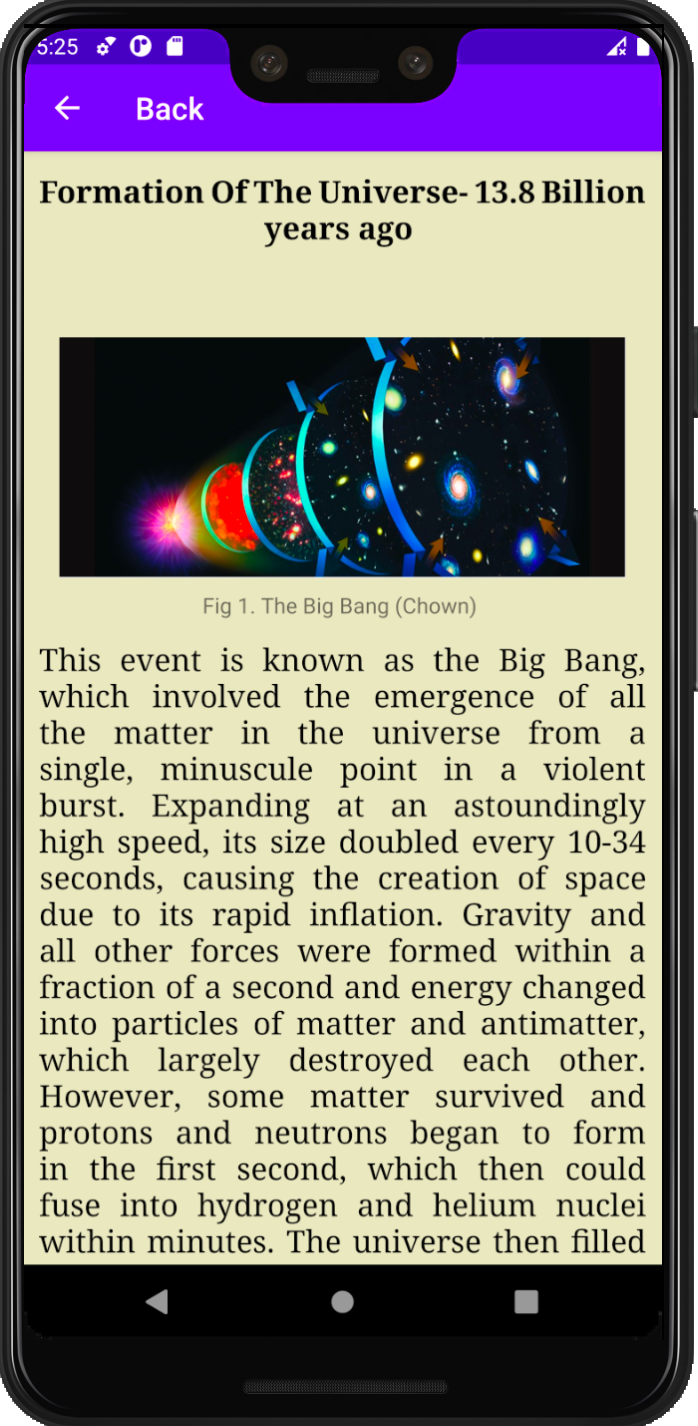 5:25
Back
Formation Of The Universe- 13.8 Billion
years ago
Fig 1. The Big Bang (Chown)
This event is known as the Big Bang,
which involved the emergence of all
the matter in the universe from a
single, minuscule point in a violent
burst. Expanding at an astoundingly
high speed, its size doubled every 10-34
seconds, causing the creation of space
due to its rapid inflation. Gravity and
all other forces were formed within a
fraction of a second and energy changed
into particles of matter and antimatter,
which largely destroyed each other.
However, some matter survived and
protons and neutrons began to form
in the first second, which then could
fuse into hydrogen and helium nuclei
within minutes. The universe then filled